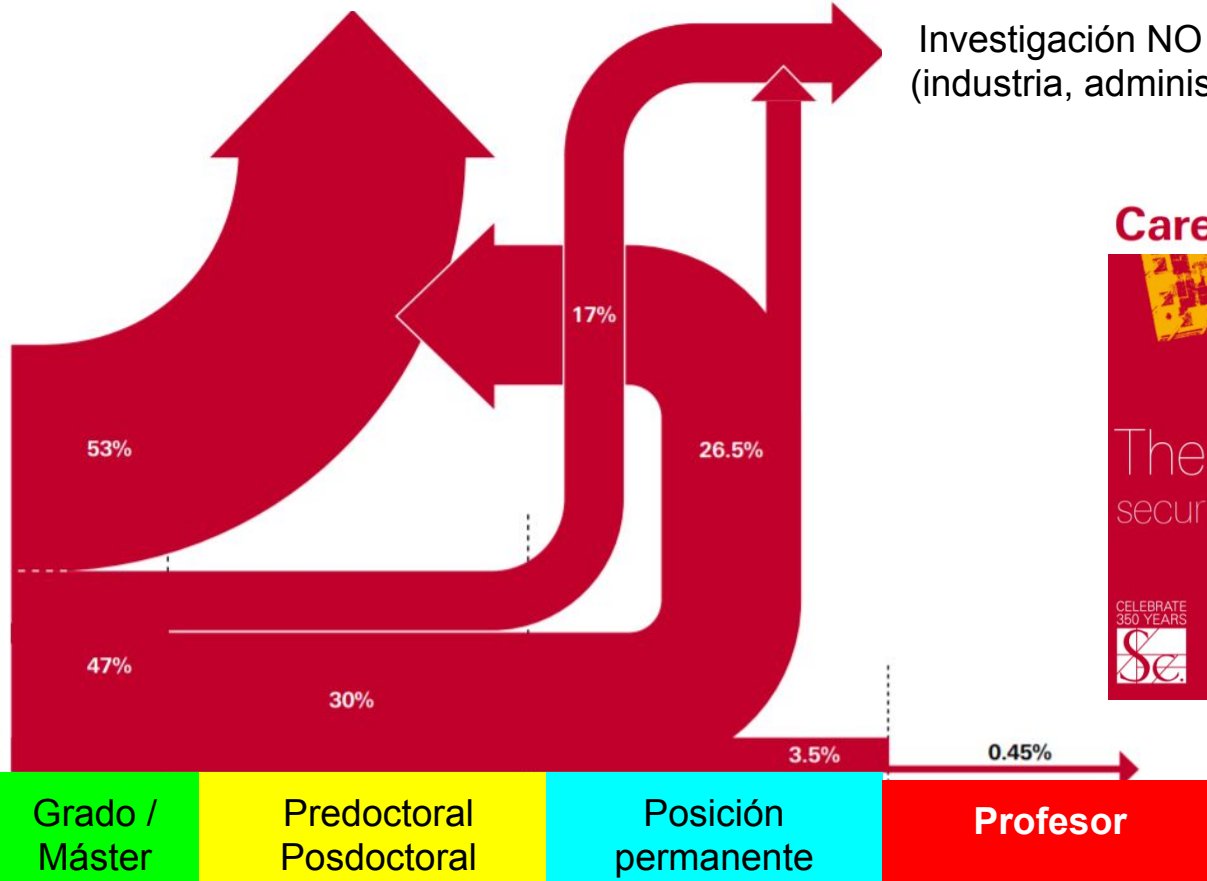 Investigación NO
(industria, adminis
Care
17%
53%
26.5%
The
secur
CELEBRATE
350 YEARS
47%
30%
3.5%
0.45%
Grado /
Máster
Predoctoral
Posdoctoral
Posición
permanente
Profesor